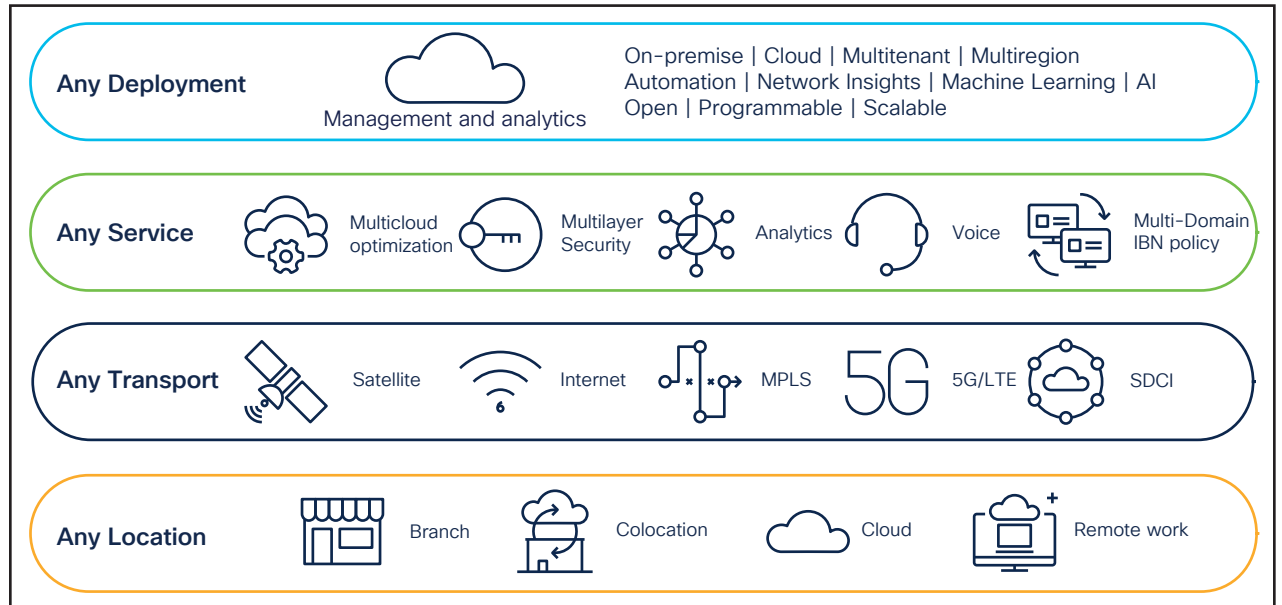 Any Deployment
Management and analytics
On-premise | Cloud | Multitenant | Multiregion
Automation | Network Insights | Machine Learning | AI
Open | Programmable | Scalable
Any Service
Multicloud
optimization
Multilayer
Security
Analytics
Voice
Multi-Domain
IBN policy
Any Transport
Satellite
6
Internet
MPLS
5G
5G/LTE
SDCI
Any Location
Branch
Colocation
Cloud
Remote work